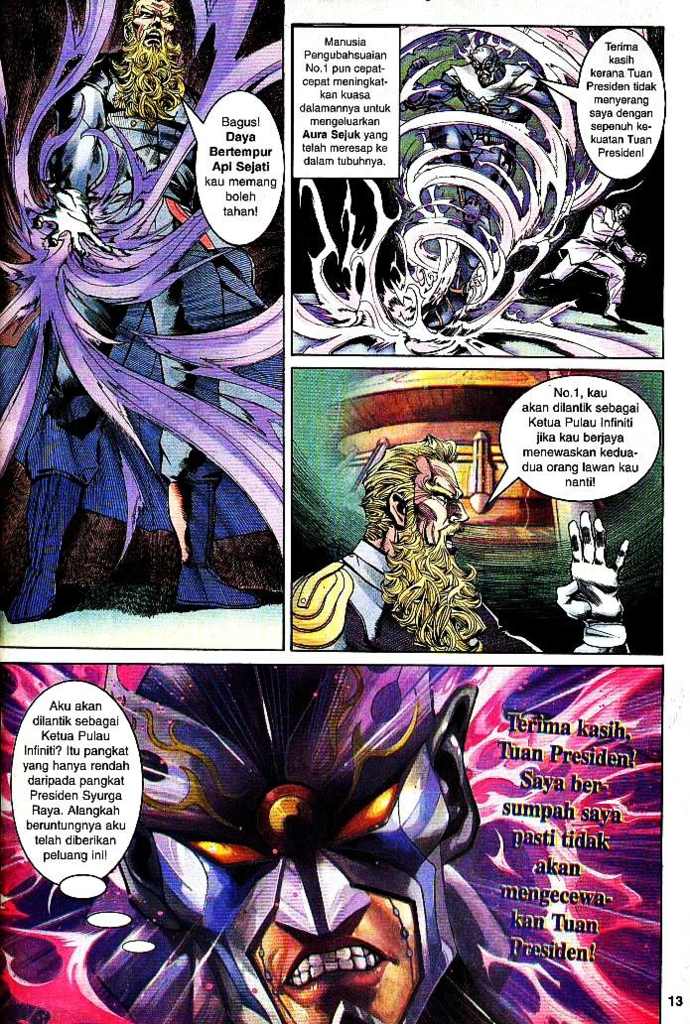 Bagus!
Daya
Bertempur
Api Sejati
kau memang
boleh
tahan!
Manusia
Pengubahsuaian
No.1 pun cepat-
cepat meningkat-
kan kuasa
dalamannya untuk
mengeluarkan
Aura Sejuk yang
telah meresap ke
dalam tubuhnya.
Terima
kasih
kerana Tuan
Presiden tidak
menyerang
saya dengan
sepenuh ke-
kuatan Tuan
Presiden!
No.1, kau
akan dilantik sebagai
Ketua Pulau Infiniti
jika kau berjaya
menewaskan kedua-
dua orang lawan kau
nanti!
Aku akan
dilantik sebagai
Ketua Pulau
Infiniti? Itu pangkat
yang hanya rendah
daripada pangkat
Presiden Syurga
Raya. Alangkah
beruntungnya aku
telah diberikan
peluang ini!
Terima kasih,
Tuan Presiden!
Saya ber-
sumpah saya
pasti tidak
akan
mengecewa-
kan Tuan
Presiden!
13